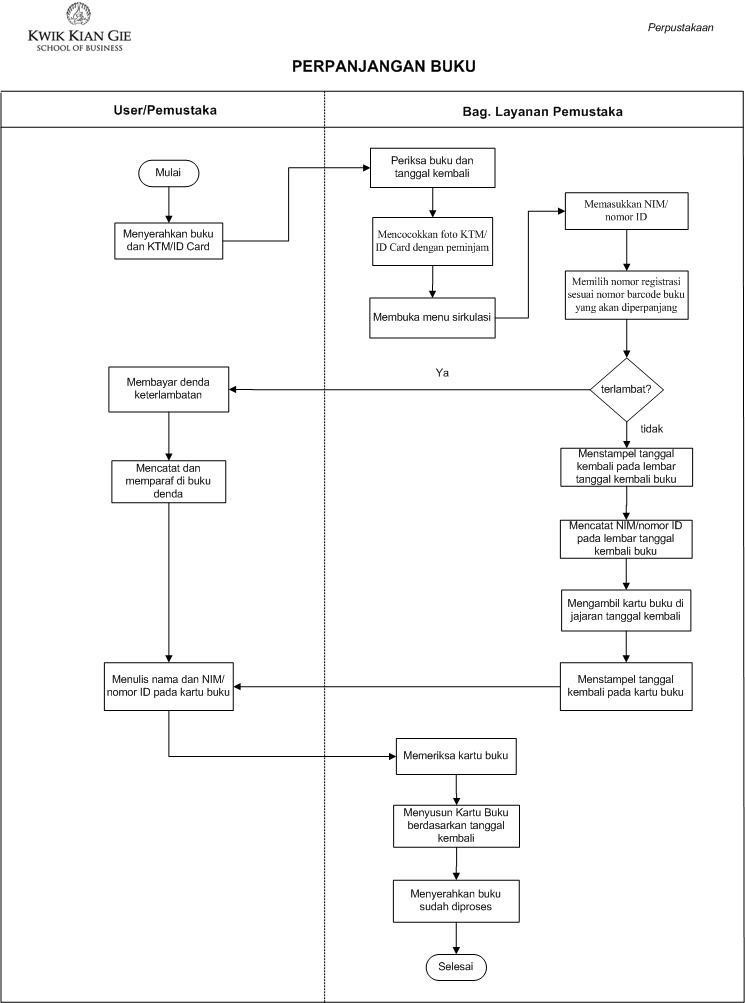 KWIK KIAN GIE
SCHOOL OF BUSINESS
Perpustakaan
PERPANJANGAN BUKU
User/Pemustaka
Bag. Layanan Pemustaka
Mulai
Menyerahkan buku
dan KTM/ID Card
Periksa buku dan
tanggal kembali
Mencocokkan foto KTM/
ID Card dengan peminjam
Membuka menu sirkulasi
Memasukkan NIM/
nomor ID
Memilih nomor registrasi
sesuai nomor barcode buku
yang akan diperpanjang
terlambat?
Ya
tidak
Membayar denda
keterlambatan
Mencatat dan
memparaf di buku
denda
Menstampel tanggal
kembali pada lembar
tanggal kembali buku
Mencatat NIM/nomor ID
pada lembar tanggal
kembali buku
Mengambil kartu buku di
jajaran tanggal kembali
Menstampel tanggal
kembali pada kartu buku
Menulis nama dan NIM/
nomor ID pada kartu buku
Memeriksa kartu buku
Menyusun Kartu Buku
berdasarkan tanggal
kembali
Menyerahkan buku
sudah diproses
Selesai